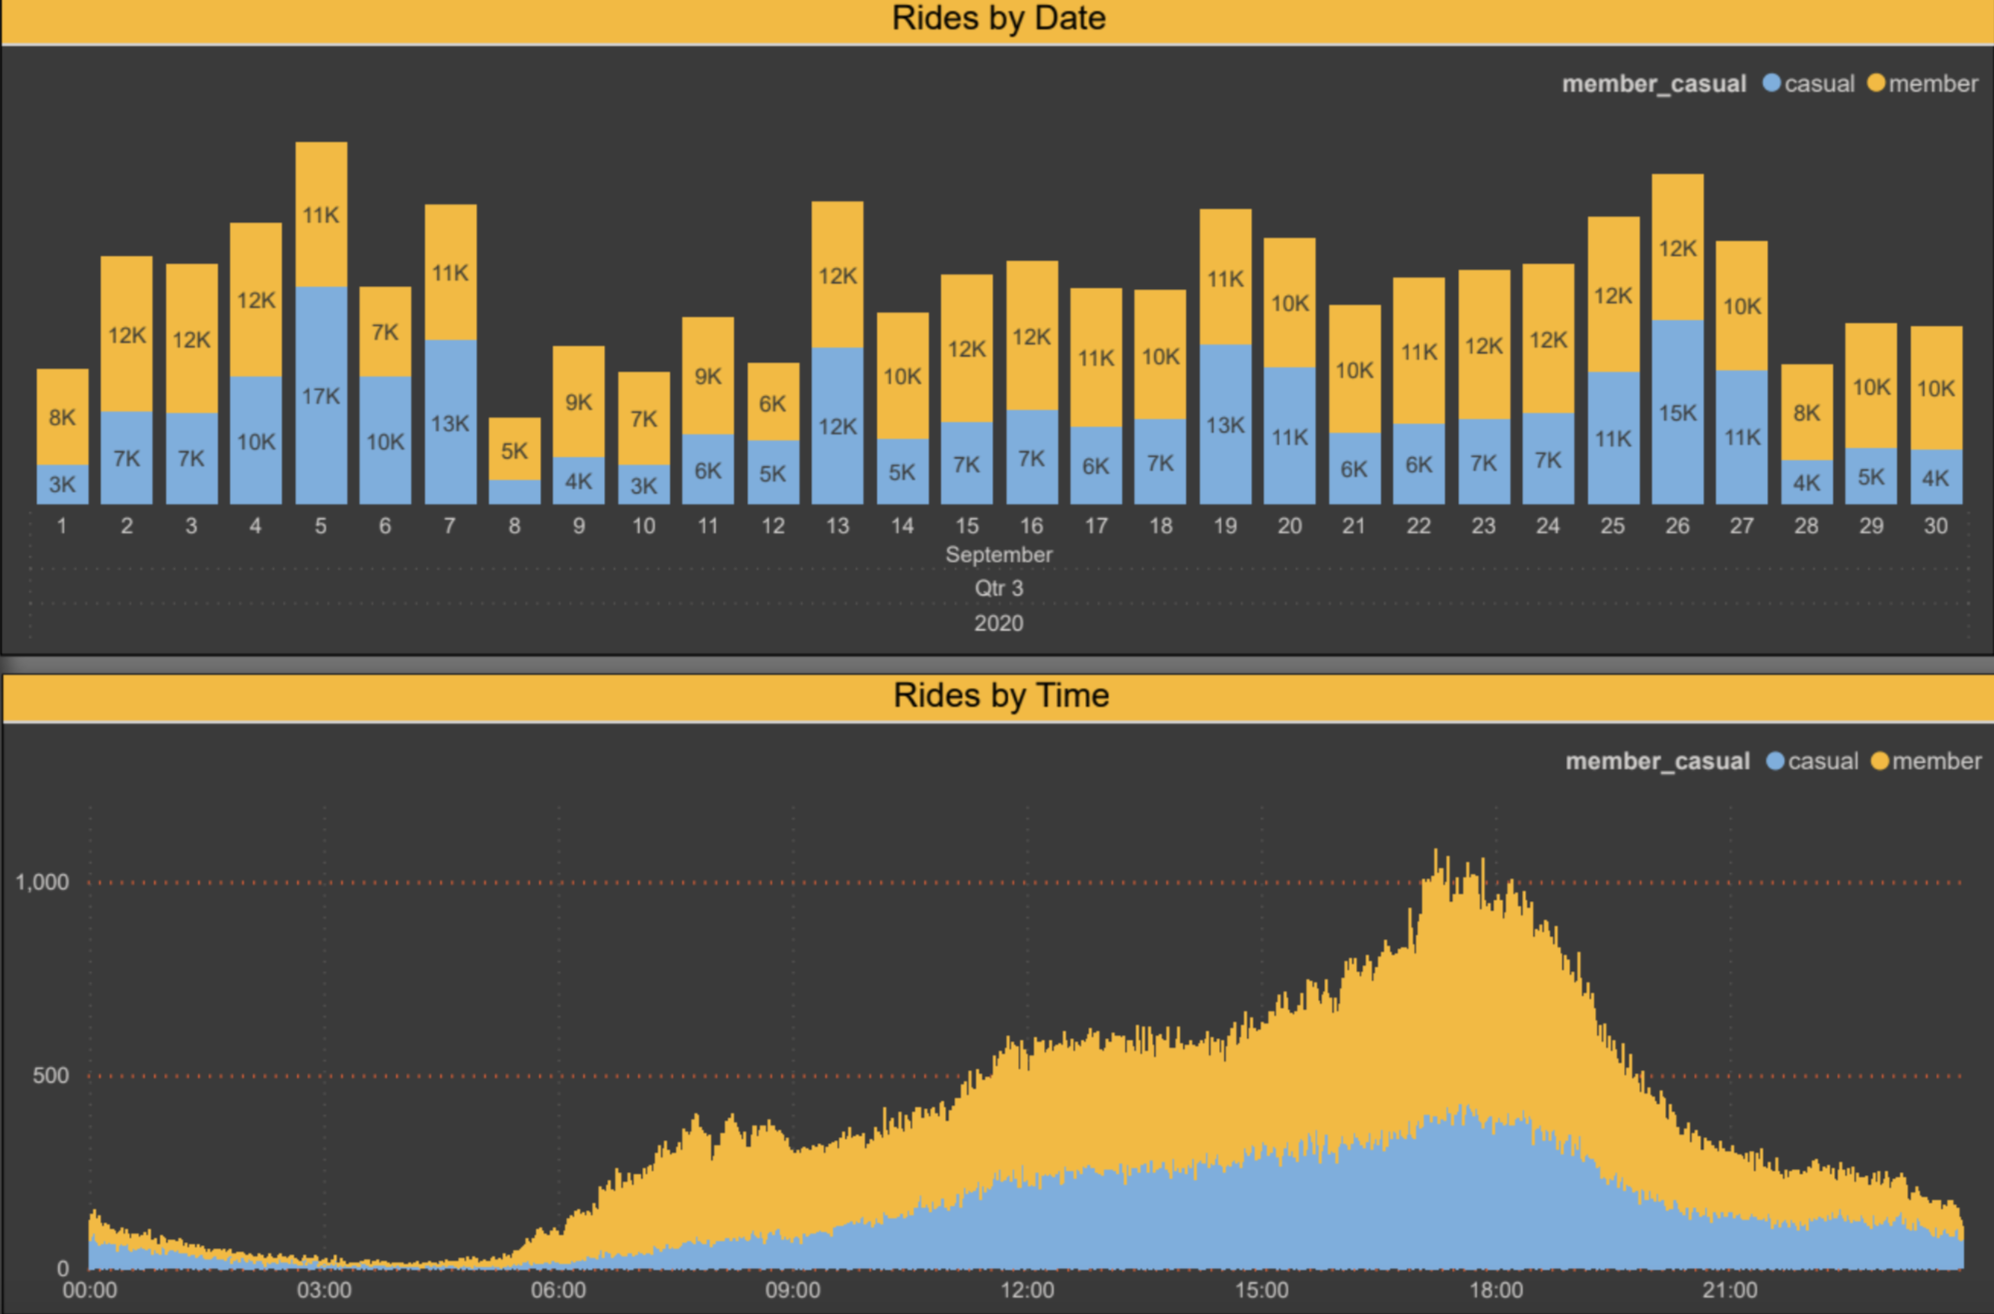 Rides by Date
member_casual casual member
11K
12K
12K 12K 12K 11K 7K 11K 12K 10K 12K 12K 11K 10K 11K 10K 10K 11K 12K 12K 12K 10K
8K 5K 9K 7K 9K 6K 8K 10K 10K
17K
3K 7K 7K 10K 10K 13K 4K 3K 6K 5K 12K 5K 7K 7K 6K 7K 13K 11K 6K 6K 7K 7K 11K 15K 11K 4K 5K 4K
1 2 3 4 5 6 7 8 9 10 11 12 13 14 15 16 17 18 19 20 21 22 23 24 25 26 27 28 29 30
September
Qtr 3
2020
Rides by Time
member_casual casual member
1,000
500
0
00:00 03:00 06:00 09:00 12:00 15:00 18:00 21:00